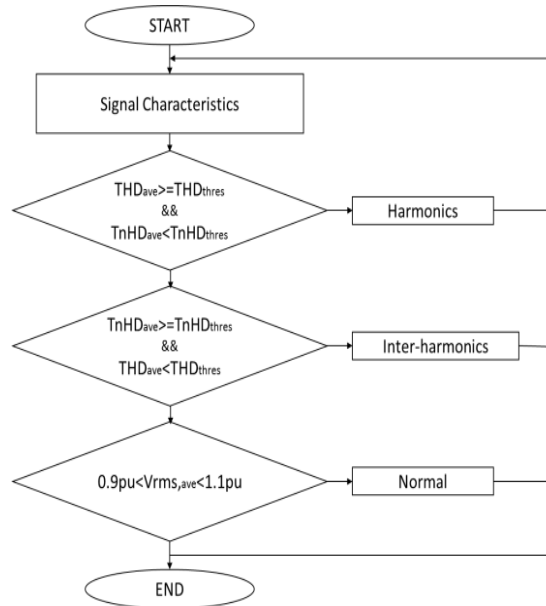 START
Signal Characteristics
THDave>=THDthres
&&
TnHDave<TnHDthres
Harmonics
TnHDave>=TnHDthres
&&
THDave<THDthres
Inter-harmonics
0.9pu<Vrms,ave<1.1pu
Normal
END